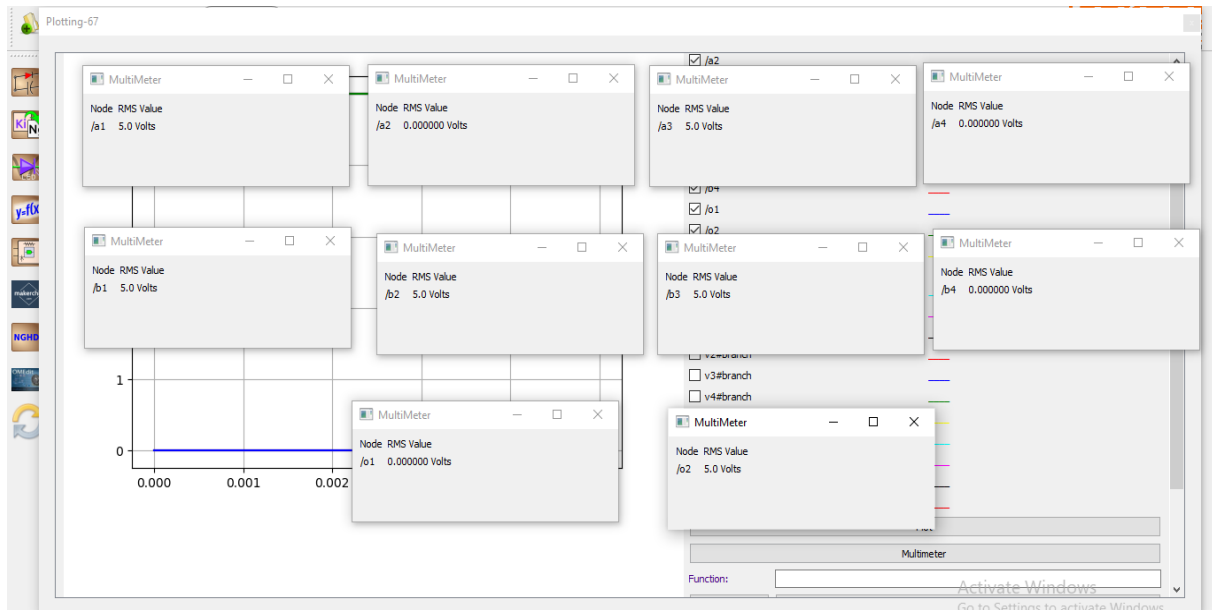 Plotting-67
/a2
MultiMeter
Node RMS Value
/a1 5.0 Volts
MultiMeter
Node RMS Value
/a2 0.000000 Volts
MultiMeter
Node RMS Value
/a3 5.0 Volts
MultiMeter
Node RMS Value
/a4 0.000000 Volts
/b4
/o1
/o2
MultiMeter
Node RMS Value
/b1 5.0 Volts
MultiMeter
Node RMS Value
/b2 5.0 Volts
MultiMeter
Node RMS Value
/b3 5.0 Volts
MultiMeter
Node RMS Value
/b4 0.000000 Volts
v2#branch
v3#branch
v4#branch
1
0
0.000 0.001 0.002
MultiMeter
Node RMS Value
/o1 0.000000 Volts
MultiMeter
Node RMS Value
/o2 5.0 Volts
Multimeter
Function:
Activate Windows
Go to Settings to activate Windows.
NGHD